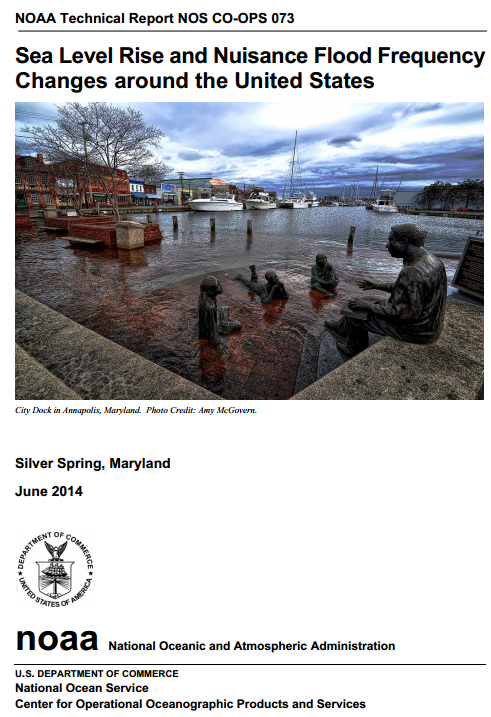 NOAA Technical Report NOS CO-OPS 073
Sea Level Rise and Nuisance Flood Frequency
Changes around the United States
City Dock in Annapolis, Maryland. Photo Credit: Amy McGovern.
Silver Spring, Maryland
June 2014
DEPARTMENT OF COMMERCE
UNITED STATES OF AMERICA
noaa National Oceanic and Atmospheric Administration
U.S. DEPARTMENT OF COMMERCE
National Ocean Service
Center for Operational Oceanographic Products and Services